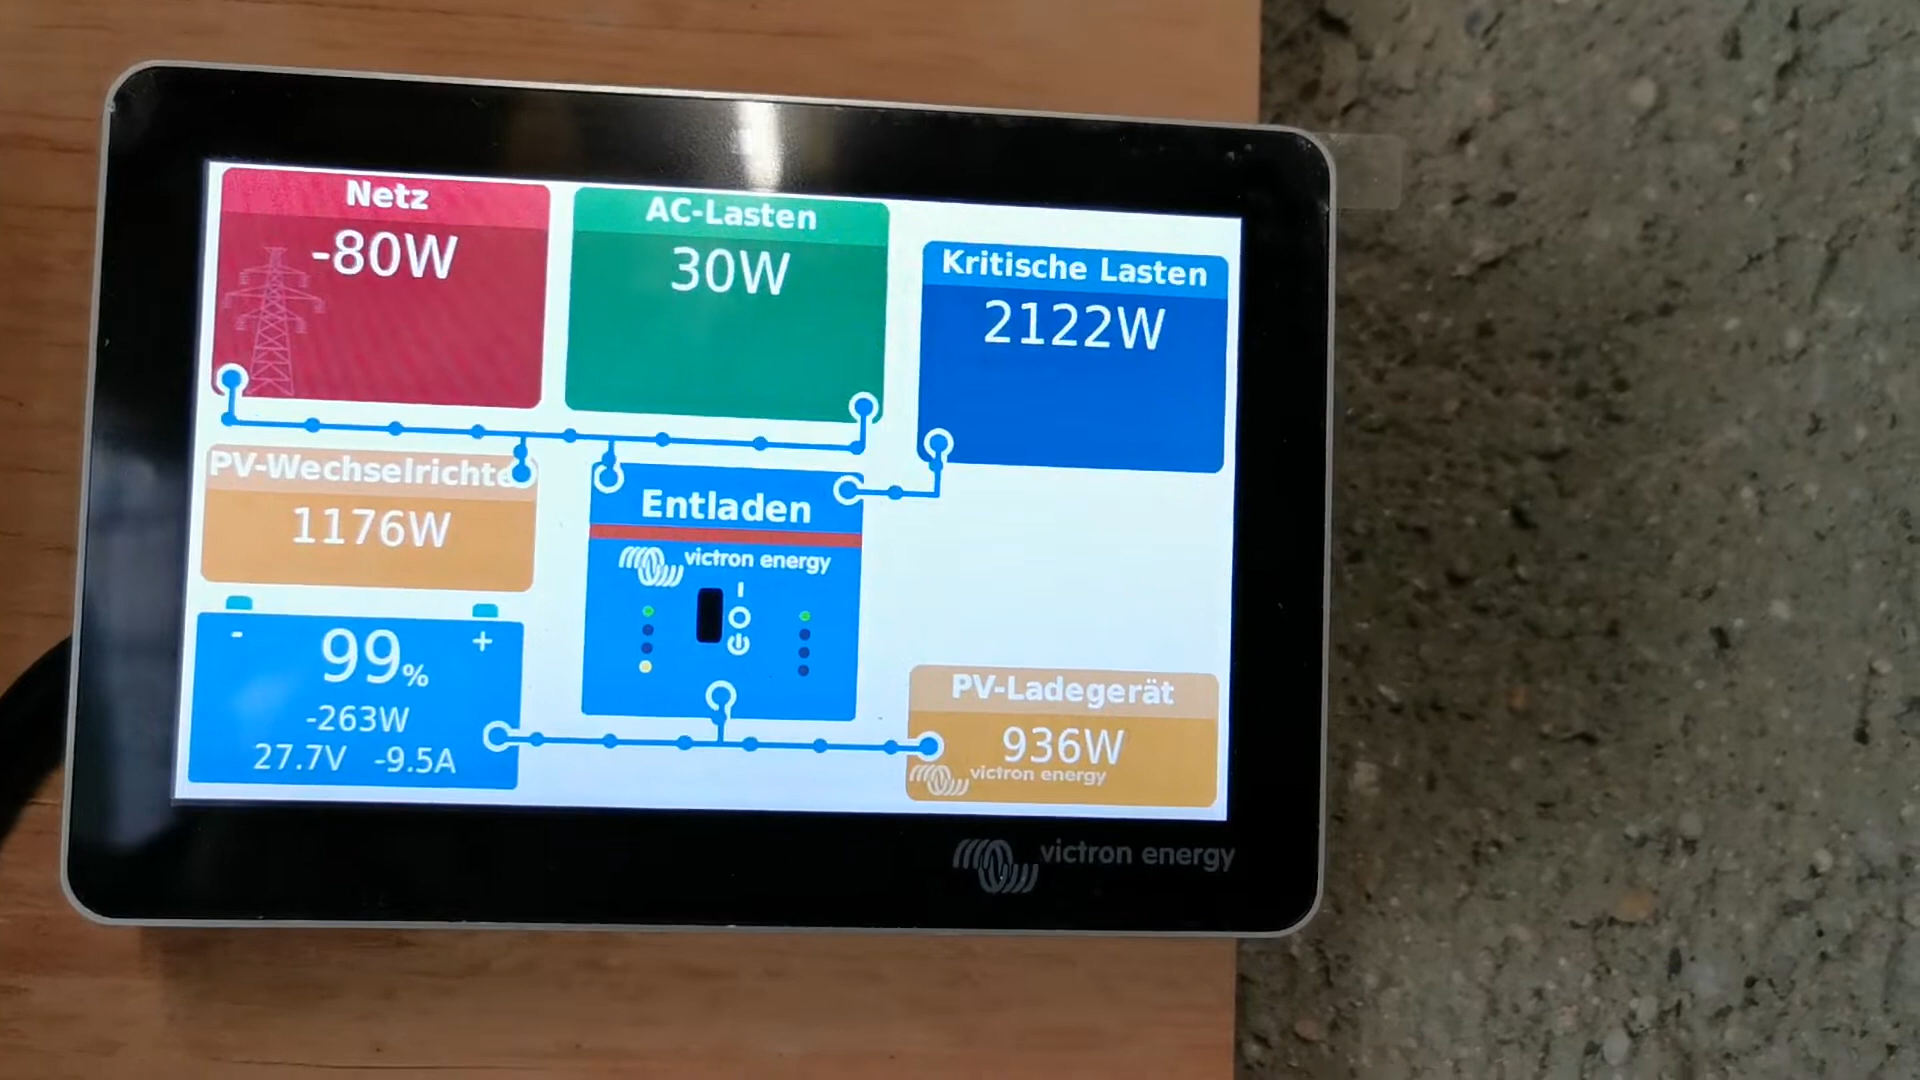 Netz
-80W
AC-Lasten
30W
Kritische Lasten
2122W
PV-Wechselrichte
1176W
Entladen
victron energy
- +
99%
-263W
27.7V -9.5A
PV-Ladegerät
936W
victron energy
victron energy